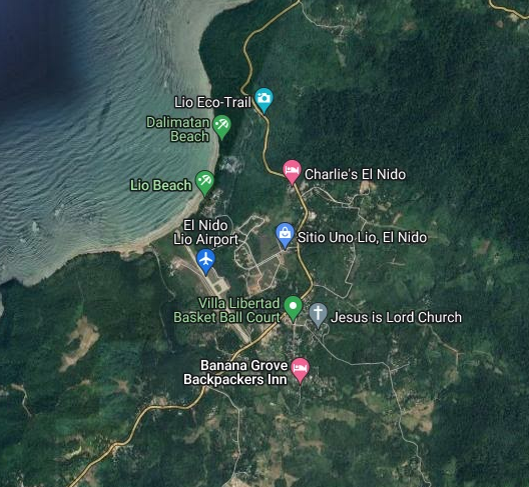 Lio Eco-Trail
Dalimatan
Beach
Charlie's El Nido
Lio Beach
El Nido
Lio Airport
Sitio Uno Lio, El Nido
Villa Libertad
Basket Ball Court
Jesus is Lord Church
Banana Grove
Backpackers Inn